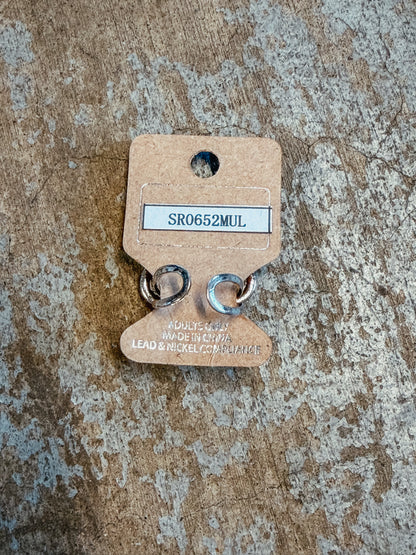 SR0652MUL
ADULTS ONLY
MADE IN CHINA
LEAD & NICKEL COMPLIANCE